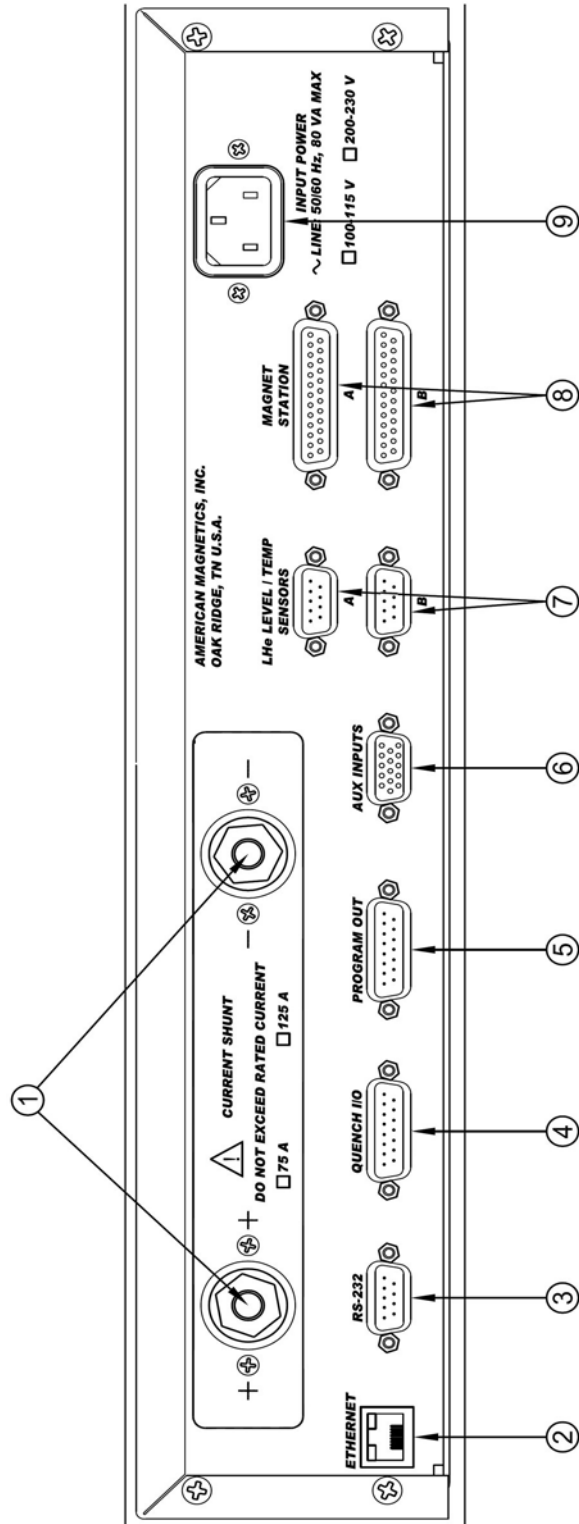 ①
AMERICAN MAGNETICS, INC.
OAK RIDGE, TN U.S.A.
+ + - -
CURRENT SHUNT
! DO NOT EXCEED RATED CURRENT
75 A 125 A
LHe LEVEL / TEMP
SENSORS
MAGNET
STATION
INPUT POWER
~ LINE: 50/60 Hz, 80 VA MAX
100-115 V 200-230 V
A A
ETHERNET
RS-232
QUENCH I/O
PROGRAM OUT
AUX INPUTS
B B
② ③ ④ ⑤ ⑥ ⑦ ⑧ ⑨